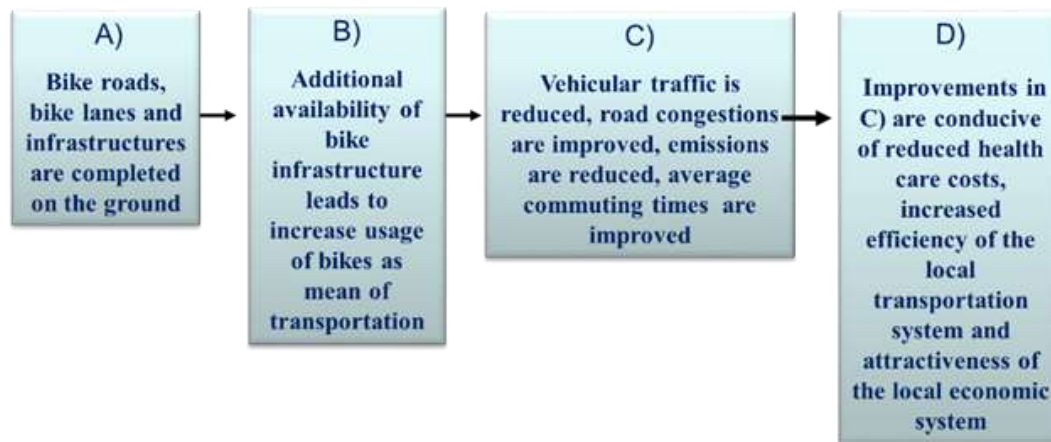 A)
Bike roads,
bike lanes and
infrastructures
are completed
on the ground
B)
Additional
availability of
bike
infrastructure
leads to
increase usage
of bikes as
mean of
transportation
C)
Vehicular traffic is
reduced, road congestions
are improved, emissions
are reduced, average
commuting times are
improved
D)
Improvements in
C) are conducive
of reduced health
care costs,
increased
efficiency of the
local
transportation
system and
attractiveness of
the local economic
system